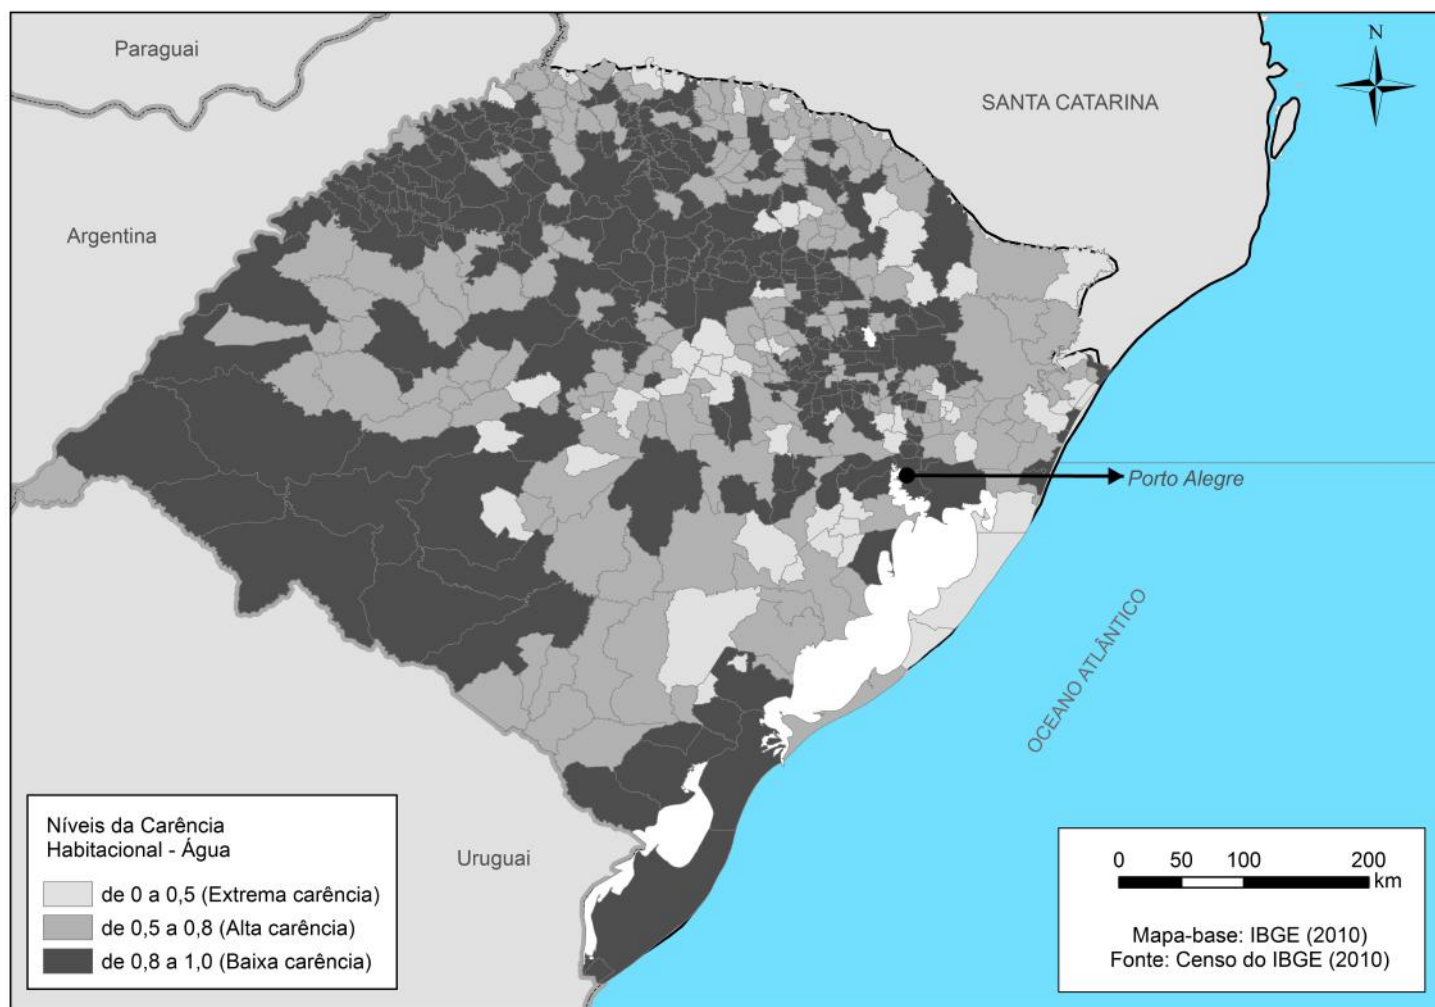 Paraguai
N
SANTA CATARINA
Argentina
Porto Alegre
OCEANO ATLÂNTICO
Uruguai
Níveis da Carência
Habitacional - Água
de 0 a 0,5 (Extrema carência)
de 0,5 a 0,8 (Alta carência)
de 0,8 a 1,0 (Baixa carência)
0 50 100 200
km
Mapa-base: IBGE (2010)
Fonte: Censo do IBGE (2010)